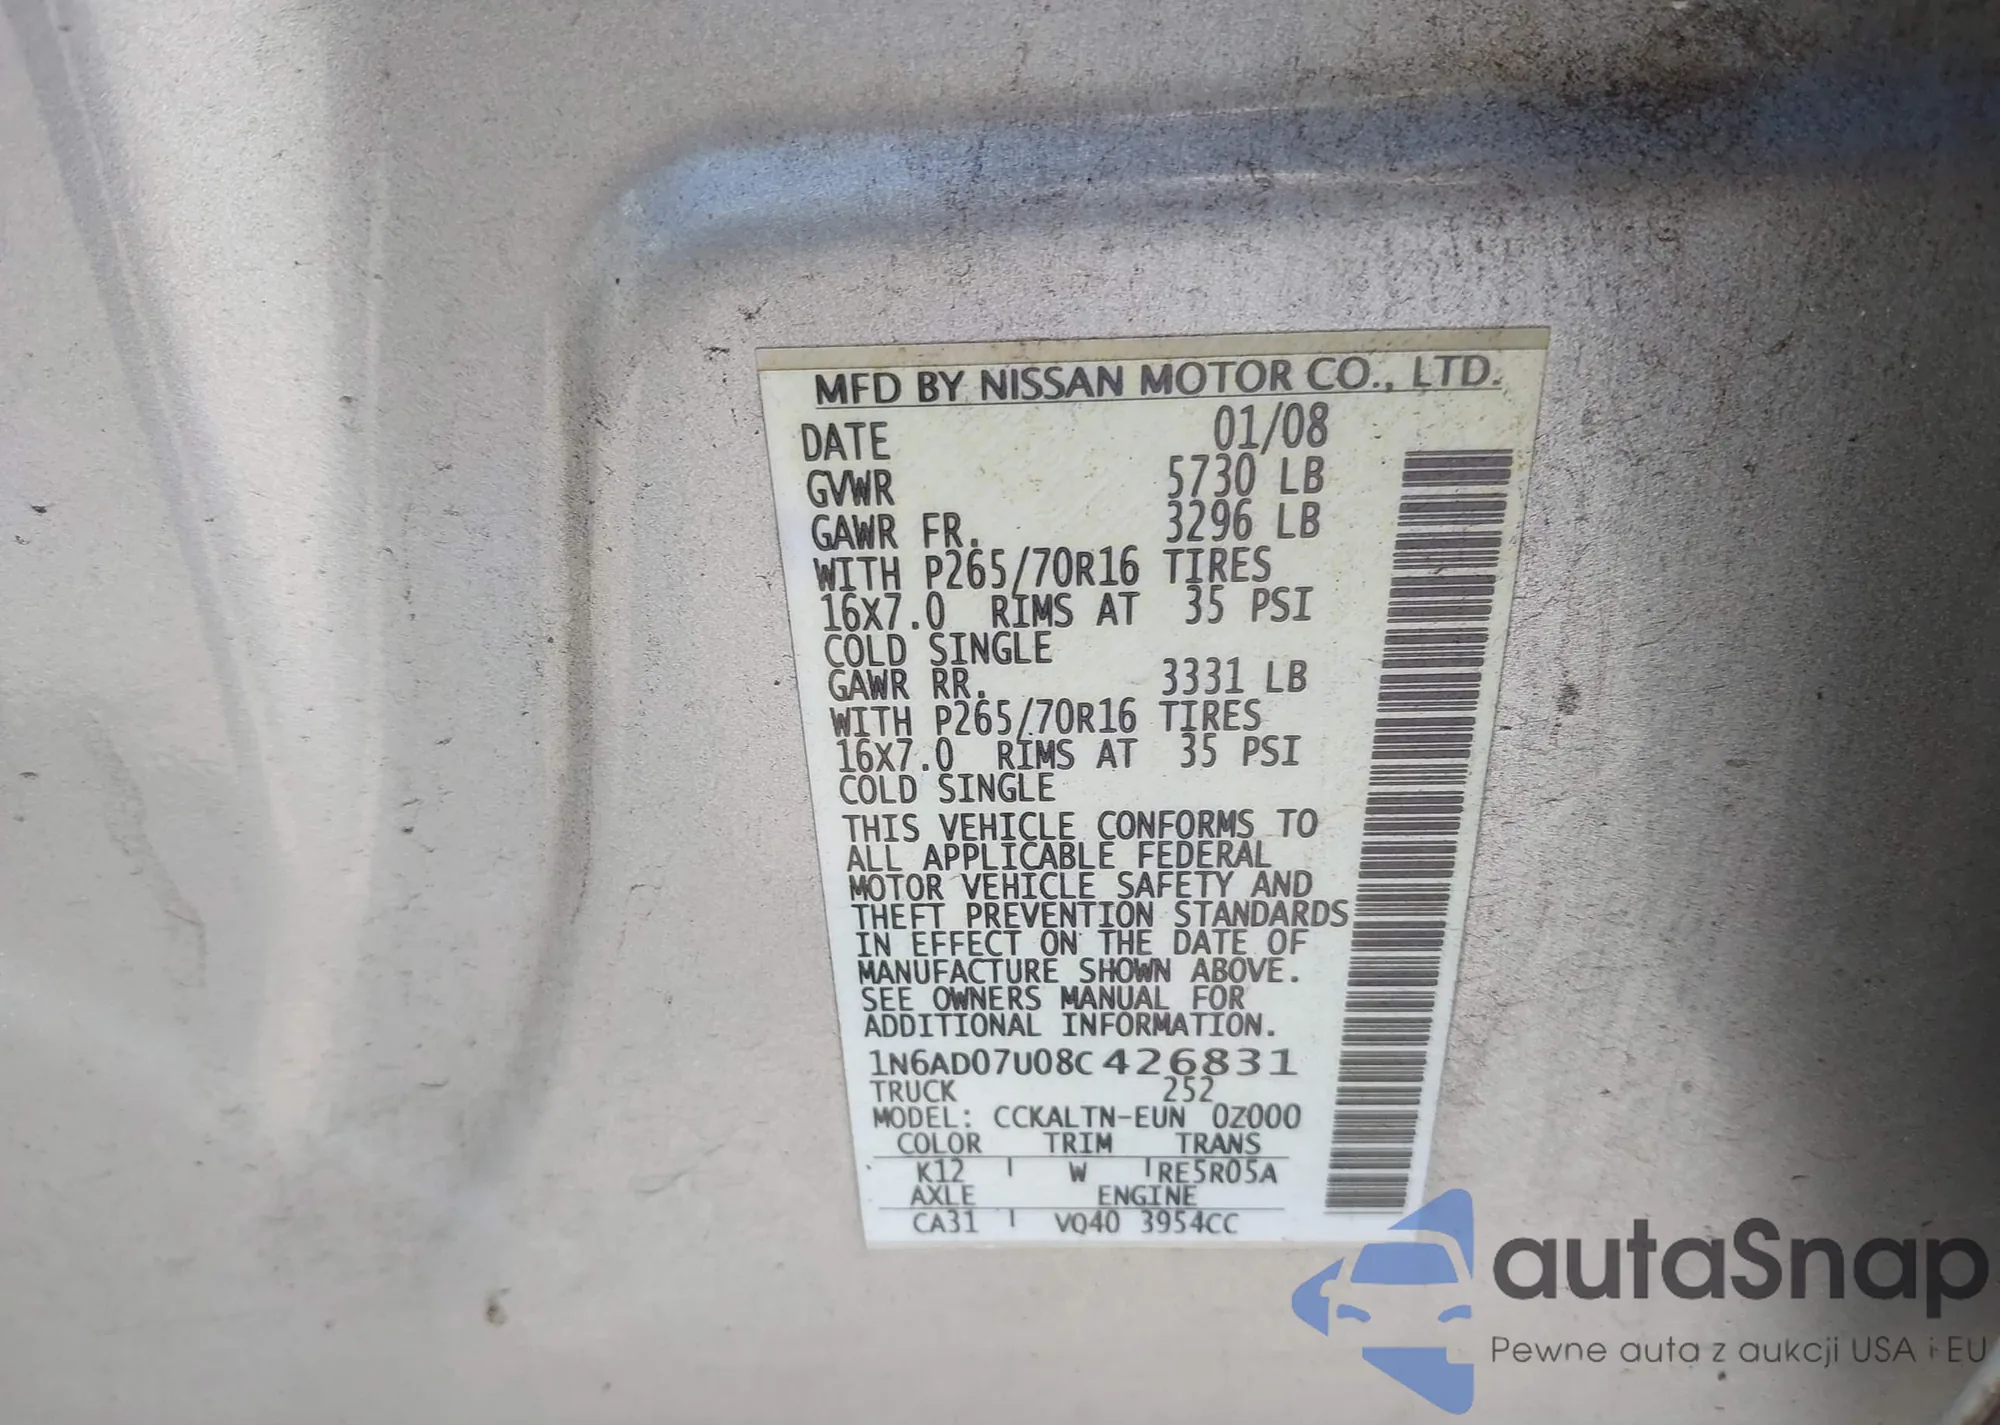 MFD BY NISSAN MOTOR CO., LTD.
DATE 01/08
GVWR 5730 LB
GAWR FR. 3296 LB
WITH P265/70R16 TIRES
16X7.0 RIMS AT 35 PSI
COLD SINGLE
GAWR RR. 3331 LB
WITH P265/70R16 TIRES
16X7.0 RIMS AT 35 PSI
COLD SINGLE
THIS VEHICLE CONFORMS TO
ALL APPLICABLE FEDERAL
MOTOR VEHICLE SAFETY AND
THEFT PREVENTION STANDARDS
IN EFFECT ON THE DATE OF
MANUFACTURE SHOWN ABOVE.
SEE OWNERS MANUAL FOR
ADDITIONAL INFORMATION.
1N6AD07U08C426831
TRUCK 252
MODEL: CCKALTN-EUN 0Z000
COLOR TRIM TRANS
K12 W RE5R05A
AXLE ENGINE
CA31 VQ40 3954CC
autaSnap
Pewne auta z aukcji USA i EU